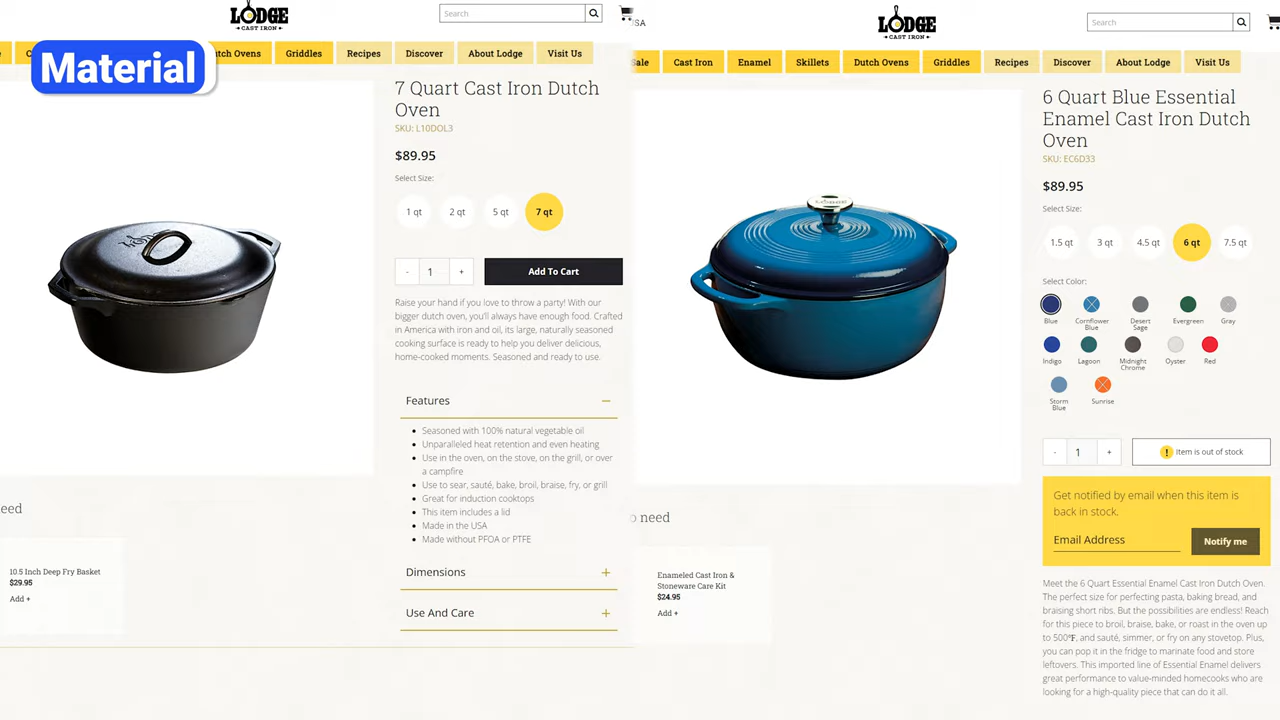 Material
LODGE
CAST IRON
Search
Dutch Ovens
Griddles
Recipes
Discover
About Lodge
Visit Us
7 Quart Cast Iron Dutch
Oven
SKU: L10DOL3
$89.95
Select Size:
1 qt
2 qt
5 qt
7 qt
-
1
+
Add To Cart
Raise your hand if you love to throw a party! With our
bigger dutch oven, you'll always have enough food. Crafted
in America with iron and oil, its large, naturally seasoned
cooking surface is ready to help you deliver delicious,
home-cooked moments. Seasoned and ready to use.
Features
Seasoned with 100% natural vegetable oil
Unparalleled heat retention and even heating
Use in the oven, on the stove, on the grill, or over
a campfire
Use to sear, sauté, bake, broil, braise, fry, or grill
Great for induction cooktops
This item includes a lid
Made in the USA
Made without PFOA or PTFE
Dimensions +
Use And Care +
eed
10.5 Inch Deep Fry Basket
$29.95
Add +
USA
LODGE
CAST IRON
Search
Sale
Cast Iron
Enamel
Skillets
Dutch Ovens
Griddles
Recipes
Discover
About Lodge
Visit Us
6 Quart Blue Essential
Enamel Cast Iron Dutch
Oven
SKU: EC6D33
$89.95
Select Size:
1.5 qt
3 qt
4.5 qt
6 qt
7.5 qt
Select Color:
Blue
Cornflower
Blue
Desert
Sage
Evergreen
Gray
Indigo
Lagoon
Midnight
Chrome
Oyster
Red
Storm
Blue
Sunrise
-
1
+
! Item is out of stock
Get notified by email when this item is
back in stock.
Email Address
Notify me
Meet the 6 Quart Essential Enamel Cast Iron Dutch Oven.
The perfect size for perfecting pasta, baking bread, and
braising short ribs. But the possibilities are endless! Reach
for this piece to broil, braise, bake, or roast in the oven up
to 500°F, and sauté, simmer, or fry on any stovetop. Plus,
you can pop it in the fridge to marinate food and store
leftovers. This imported line of Essential Enamel delivers
great performance to value-minded homecooks who are
looking for a high-quality piece that can do it all.
o need
Enameled Cast Iron &
Stoneware Care Kit
$24.95
Add +